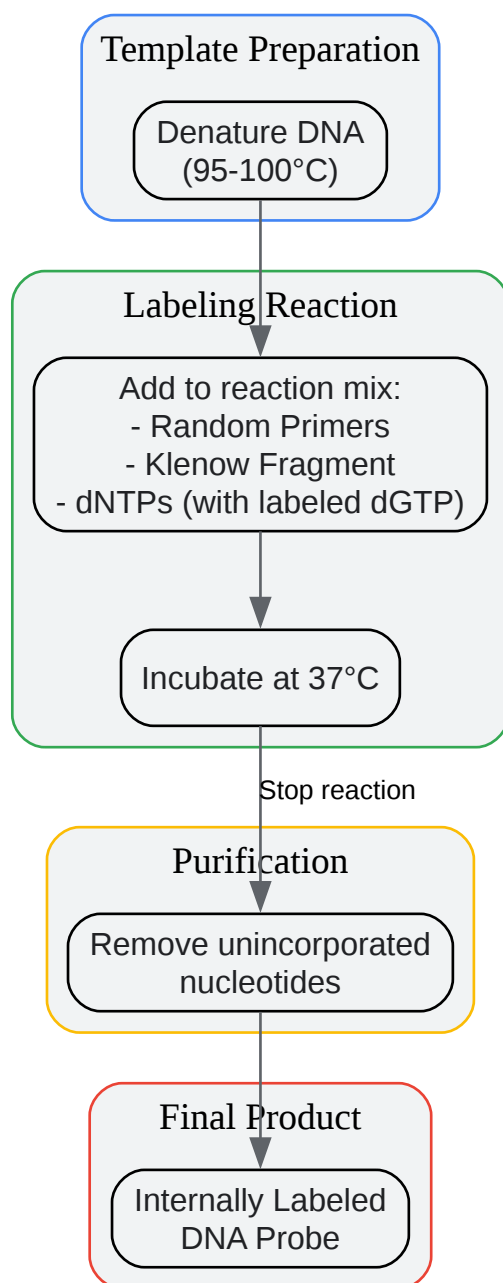 Template Preparation
Denature DNA
(95-100°C)
Labeling Reaction
Add to reaction mix:
- Random Primers
- Klenow Fragment
- dNTPs (with labeled dGTP)
Incubate at 37°C
Stop reaction
Purification
Remove unincorporated
nucleotides
Final Product
Internally Labeled
DNA Probe